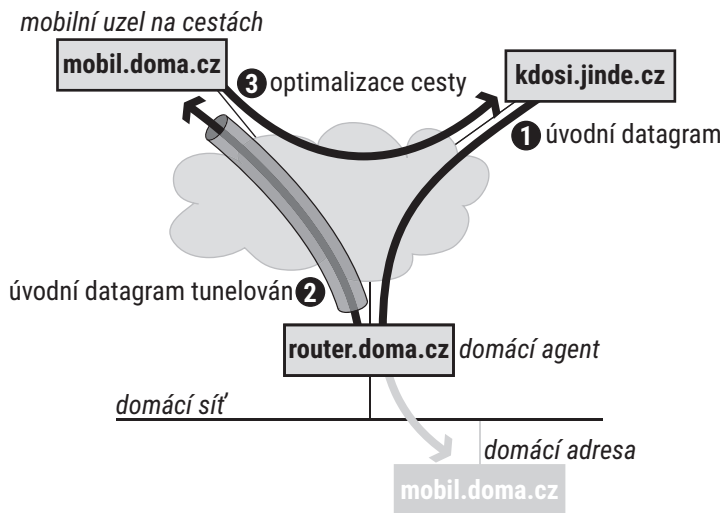 mobilní uzel na cestách
mobil.doma.cz
kdosi.jinde.cz
3 optimalizace cesty
1 úvodní datagram
úvodní datagram tunelován 2
router.doma.cz domácí agent
domácí síť
domácí adresa
mobil.doma.cz